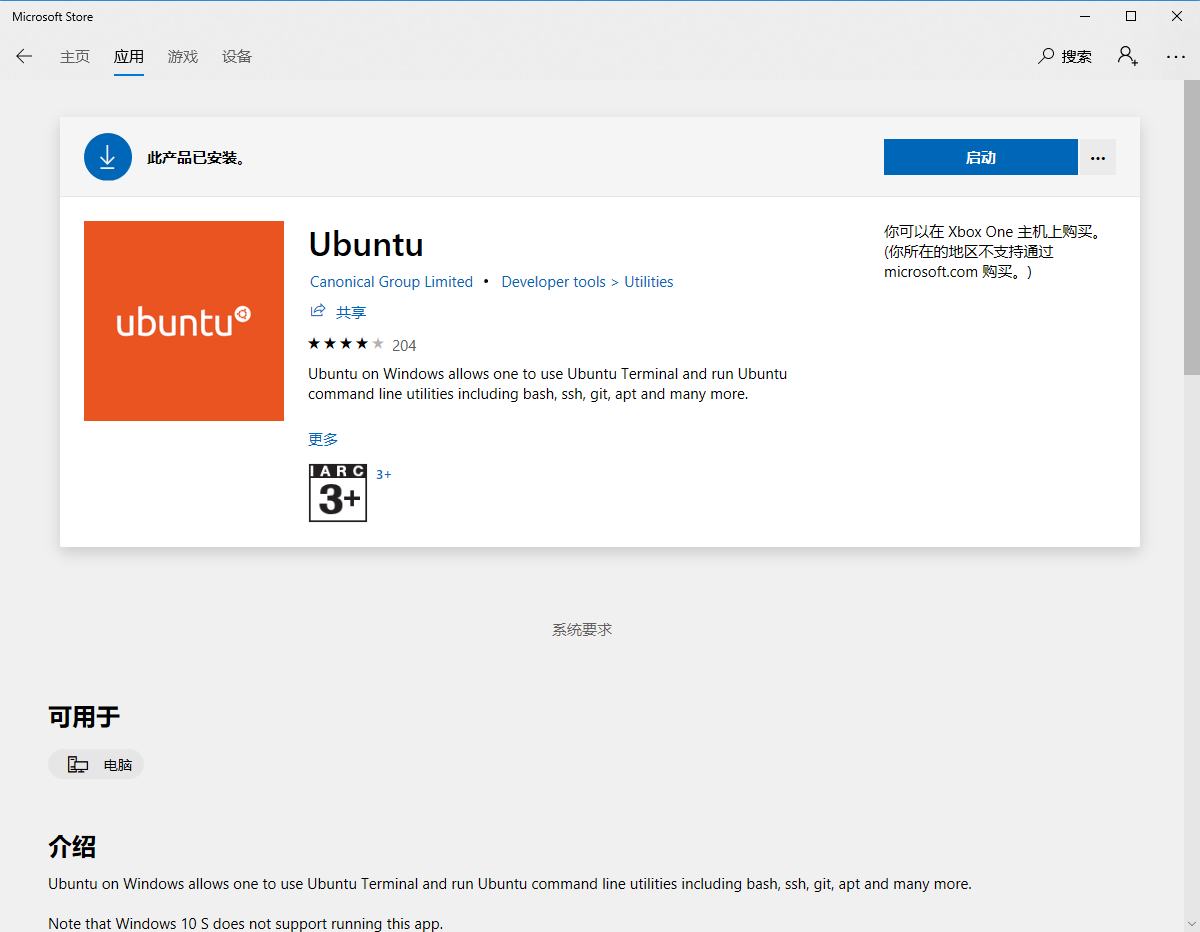 Microsoft Store
主页 应用 游戏 设备 搜索
此产品已安装。 启动
ubuntu
Ubuntu
Canonical Group Limited • Developer tools > Utilities
共享
204
Ubuntu on Windows allows one to use Ubuntu Terminal and run Ubuntu
command line utilities including bash, ssh, git, apt and many more.
更多
IARC
3+
3+
你可以在 Xbox One 主机上购买。
(你所在的地区不支持通过
microsoft.com 购买。)
系统要求
可用于
电脑
介绍
Ubuntu on Windows allows one to use Ubuntu Terminal and run Ubuntu command line utilities including bash, ssh, git, apt and many more.
Note that Windows 10 S does not support running this app.